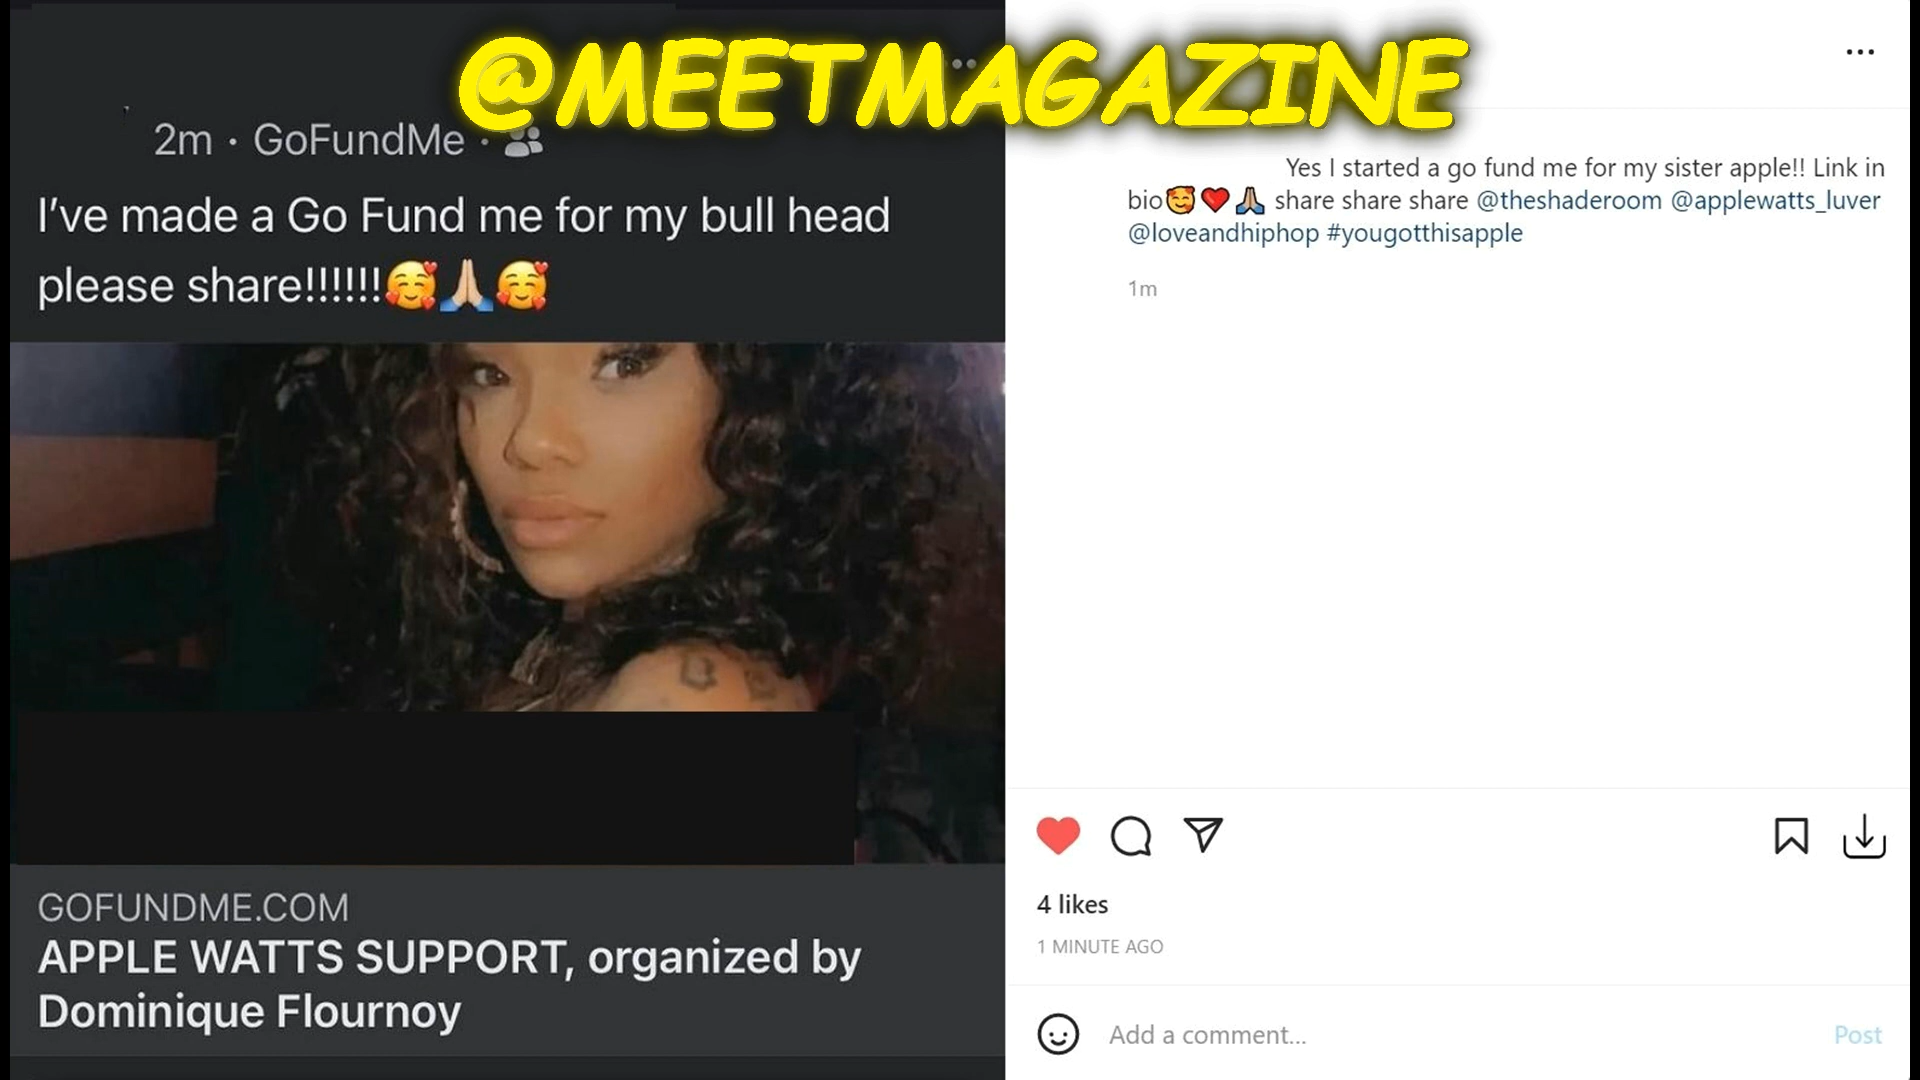 @MEETMAGAZINE
2m · GoFundMe ·
I've made a Go Fund me for my bull head
please share!!!!!!🥰🙏🏼🥰
GOFUNDME.COM
APPLE WATTS SUPPORT, organized by
Dominique Flournoy
Yes I started a go fund me for my sister apple!! Link in
bio🥰❤️🙏🏽 share share share @theshaderoom @applewatts_luver
@loveandhiphop #yougotthisapple
1m
4 likes
1 MINUTE AGO
Add a comment...
Post